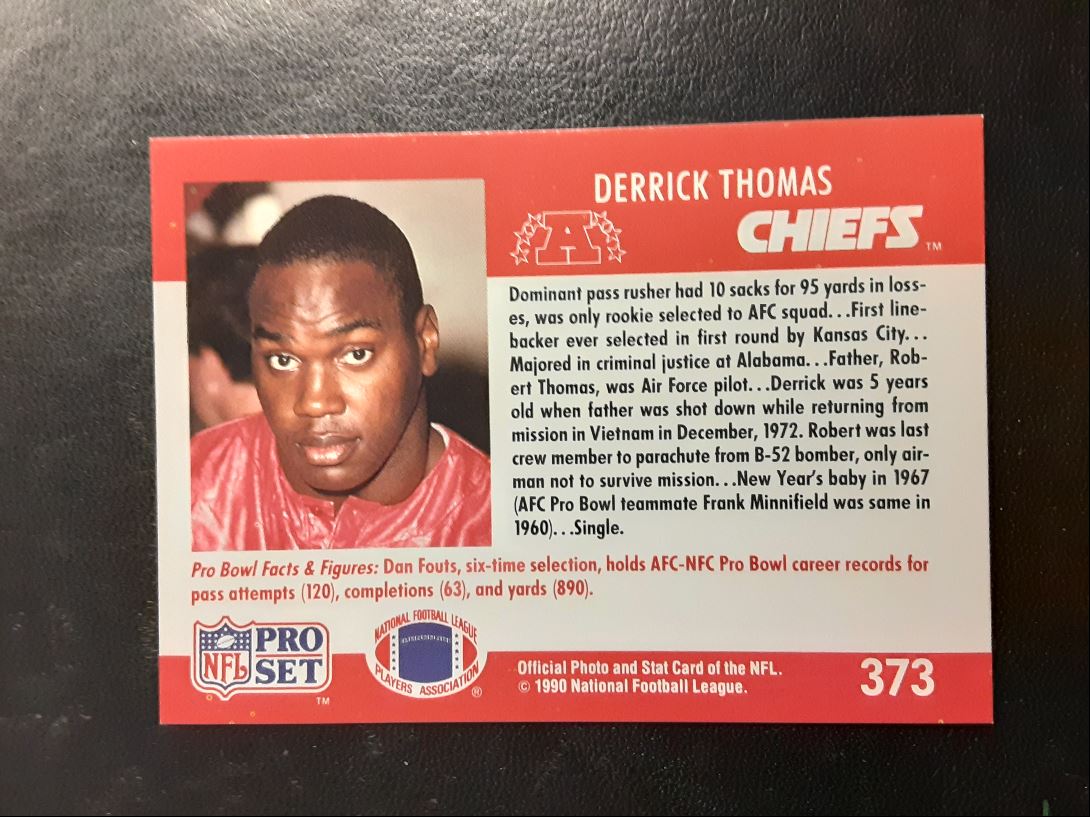 DERRICK THOMAS
A
CHIEFS™
Dominant pass rusher had 10 sacks for 95 yards in loss-
es, was only rookie selected to AFC squad...First line-
backer ever selected in first round by Kansas City...
Majored in criminal justice at Alabama...Father, Rob-
ert Thomas, was Air Force pilot...Derrick was 5 years
old when father was shot down while returning from
mission in Vietnam in December, 1972. Robert was last
crew member to parachute from B-52 bomber, only air-
man not to survive mission...New Year's baby in 1967
(AFC Pro Bowl teammate Frank Minnifield was same in
1960)...Single.
Pro Bowl Facts & Figures: Dan Fouts, six-time selection, holds AFC-NFC Pro Bowl career records for
pass attempts (120), completions (63), and yards (890).
NFL PRO SET™
NATIONAL FOOTBALL LEAGUE
PLAYERS ASSOCIATION®
Official Photo and Stat Card of the NFL.
© 1990 National Football League.
373